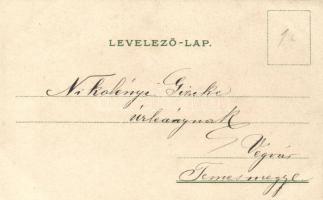 LEVELEZŐ-LAP.
Nikolényi Gizike
úrleánynak
Végvár
Temesmegye